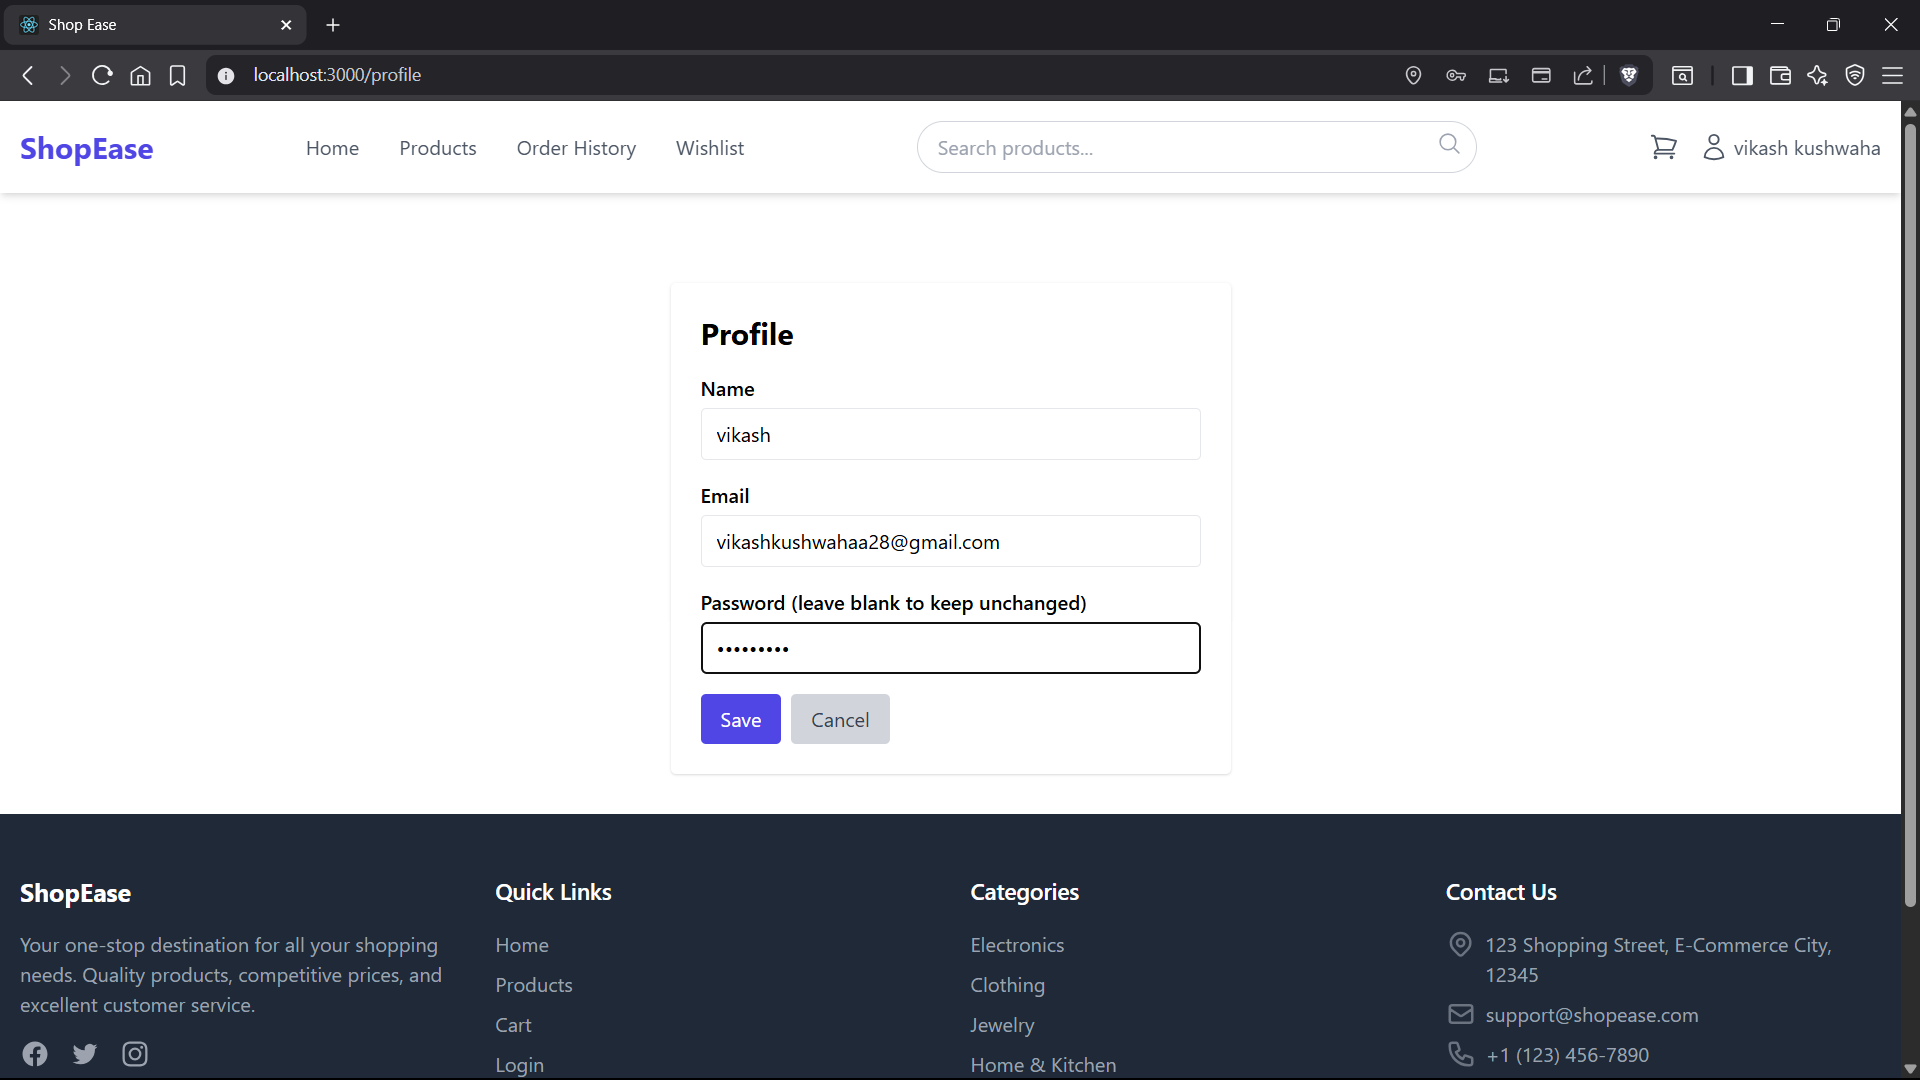 Shop Ease
localhost:3000/profile
ShopEase
Home
Products
Order History
Wishlist
Search products...
vikash kushwaha
Profile
Name
vikash
Email
vikashkushwahaa28@gmail.com
Password (leave blank to keep unchanged)
•••••••••
Save
Cancel
ShopEase
Your one-stop destination for all your shopping
needs. Quality products, competitive prices, and
excellent customer service.
Quick Links
Home
Products
Cart
Login
Categories
Electronics
Clothing
Jewelry
Home & Kitchen
Contact Us
123 Shopping Street, E-Commerce City,
12345
support@shopease.com
+1 (123) 456-7890